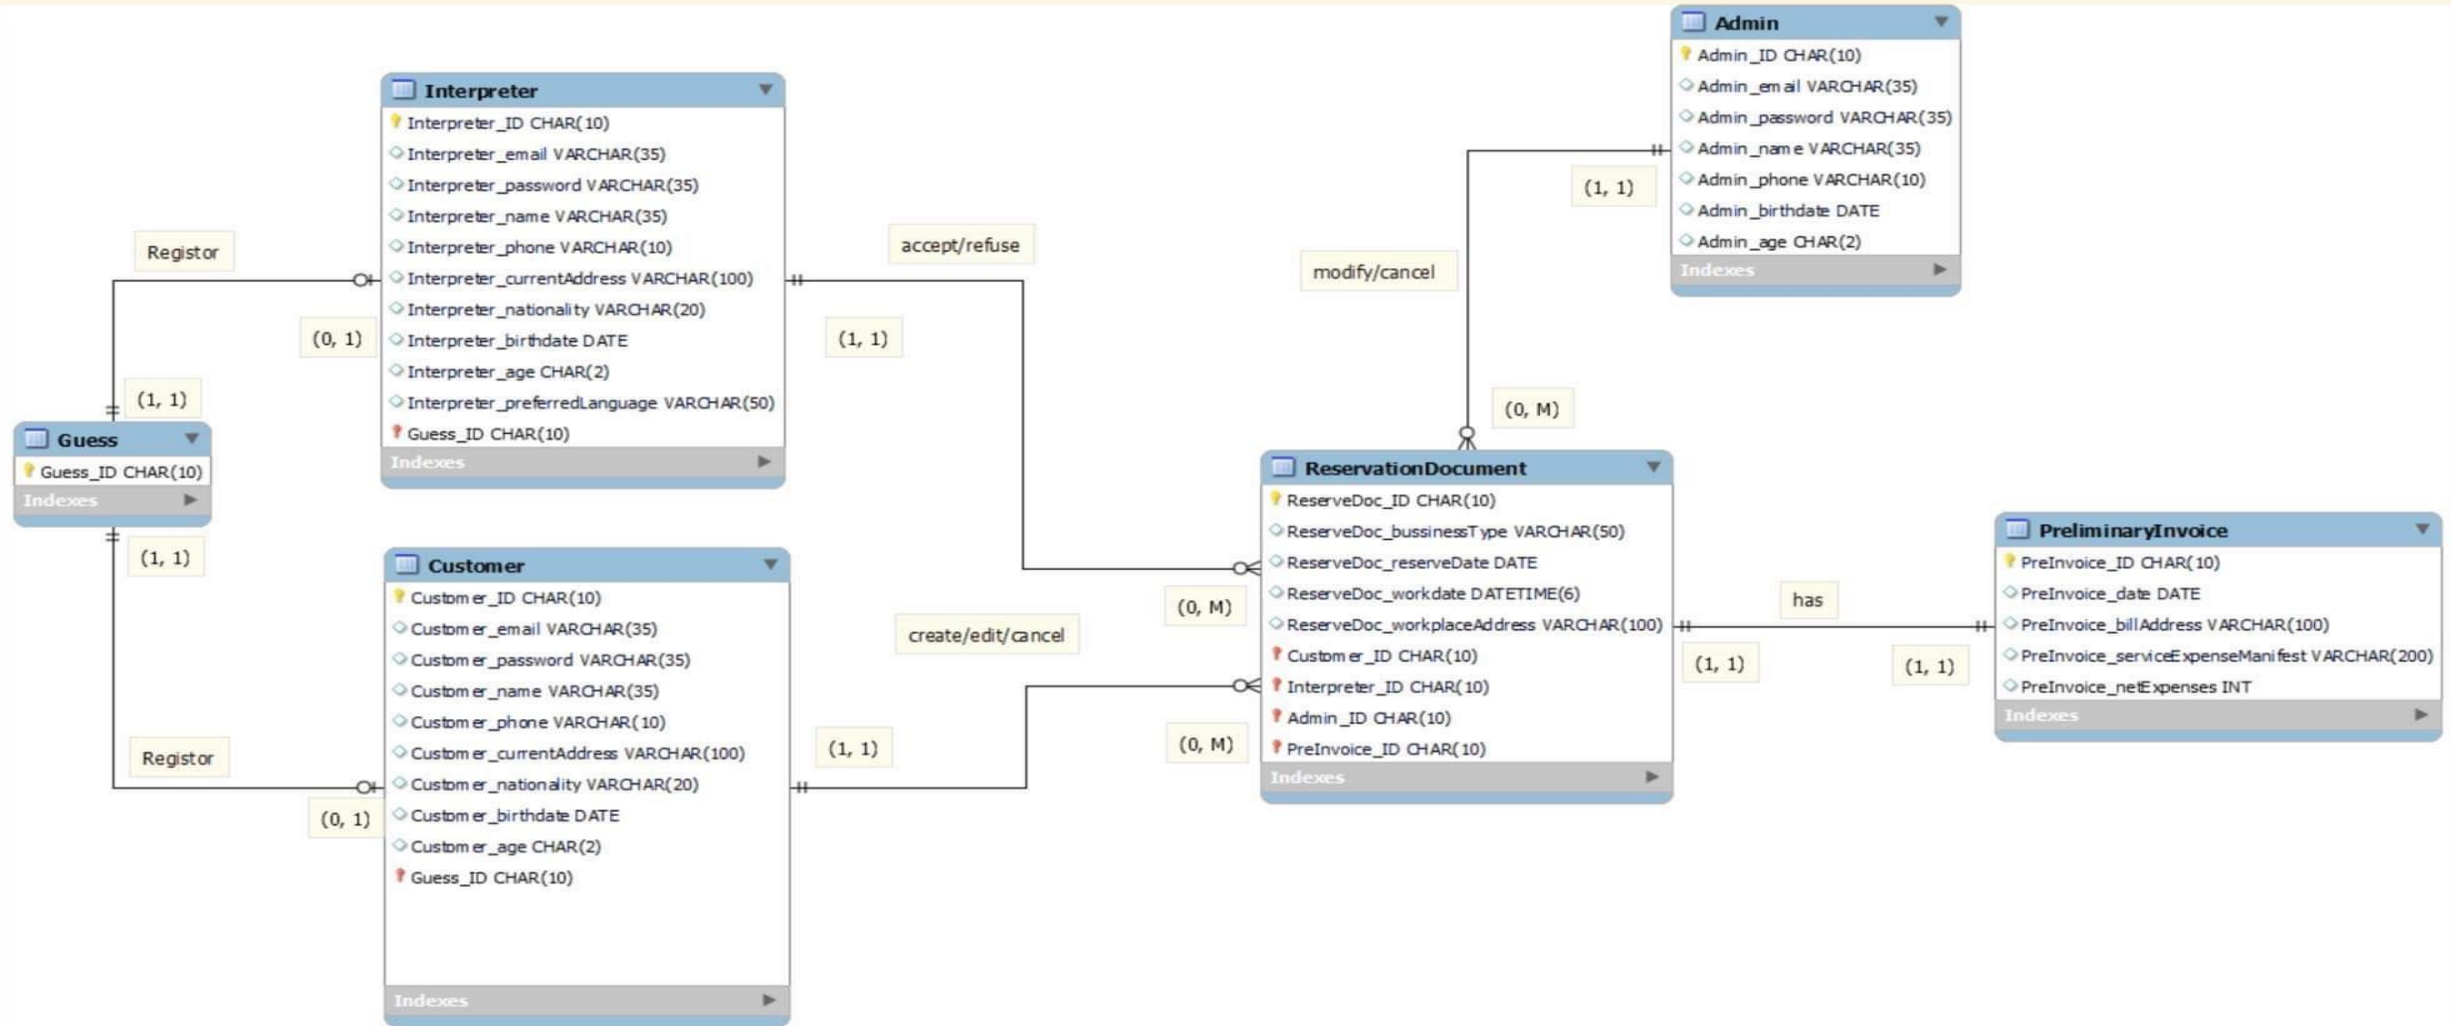 Admin
Admin_ID CHAR(10)
Admin_email VARCHAR(35)
Admin_password VARCHAR(35)
Admin_name VARCHAR(35)
Admin_phone VARCHAR(10)
Admin_birthdate DATE
Admin_age CHAR(2)
Indexes
Interpreter
Interpreter_ID CHAR(10)
Interpreter_email VARCHAR(35)
Interpreter_password VARCHAR(35)
Interpreter_name VARCHAR(35)
Interpreter_phone VARCHAR(10)
Interpreter_currentAddress VARCHAR(100)
Interpreter_nationality VARCHAR(20)
Interpreter_birthdate DATE
Interpreter_age CHAR(2)
Interpreter_preferredLanguage VARCHAR(50)
Guess_ID CHAR(10)
Indexes
Registor
(0, 1)
(1, 1)
accept/refuse
(1, 1)
(0, M)
modify/cancel
(1, 1)
(0, M)
Guess
Guess_ID CHAR(10)
Indexes
(1, 1)
Registor
(0, 1)
Customer
Customer_ID CHAR(10)
Customer_email VARCHAR(35)
Customer_password VARCHAR(35)
Customer_name VARCHAR(35)
Customer_phone VARCHAR(10)
Customer_currentAddress VARCHAR(100)
Customer_nationality VARCHAR(20)
Customer_birthdate DATE
Customer_age CHAR(2)
Guess_ID CHAR(10)
Indexes
create/edit/cancel
(1, 1)
(0, M)
ReservationDocument
ReserveDoc_ID CHAR(10)
ReserveDoc_bussinessType VARCHAR(50)
ReserveDoc_reserveDate DATE
ReserveDoc_workdate DATETIME(6)
ReserveDoc_workplaceAddress VARCHAR(100)
Customer_ID CHAR(10)
Interpreter_ID CHAR(10)
Admin_ID CHAR(10)
PreInvoice_ID CHAR(10)
Indexes
has
(1, 1)
(1, 1)
PreliminaryInvoice
PreInvoice_ID CHAR(10)
PreInvoice_date DATE
PreInvoice_billAddress VARCHAR(100)
PreInvoice_serviceExpenseManifest VARCHAR(200)
PreInvoice_netExpenses INT
Indexes